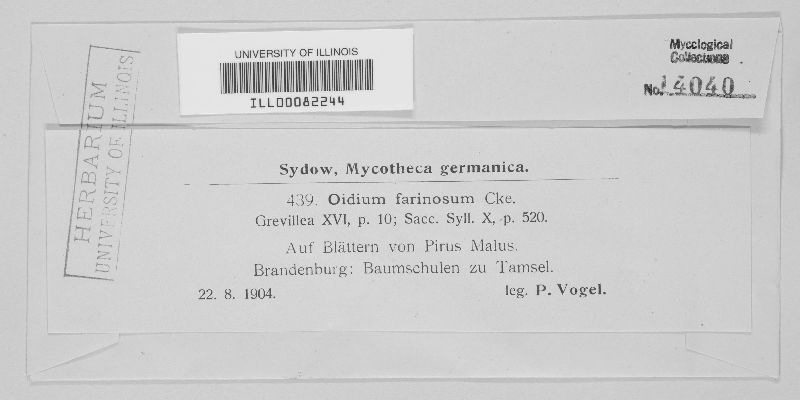 UNIVERSITY OF ILLINOIS
ILL00082244
Mycological
Collections
No. 14040
HERBARIUM
UNIVERSITY OF ILLINOIS
Sydow, Mycotheca germanica.
439. Oidium farinosum Cke.
Grevillea XVI, p. 10; Sacc. Syll. X, p. 520.
Auf Blättern von Pirus Malus.
Brandenburg: Baumschulen zu Tamsel.
22. 8. 1904. leg. P. Vogel.